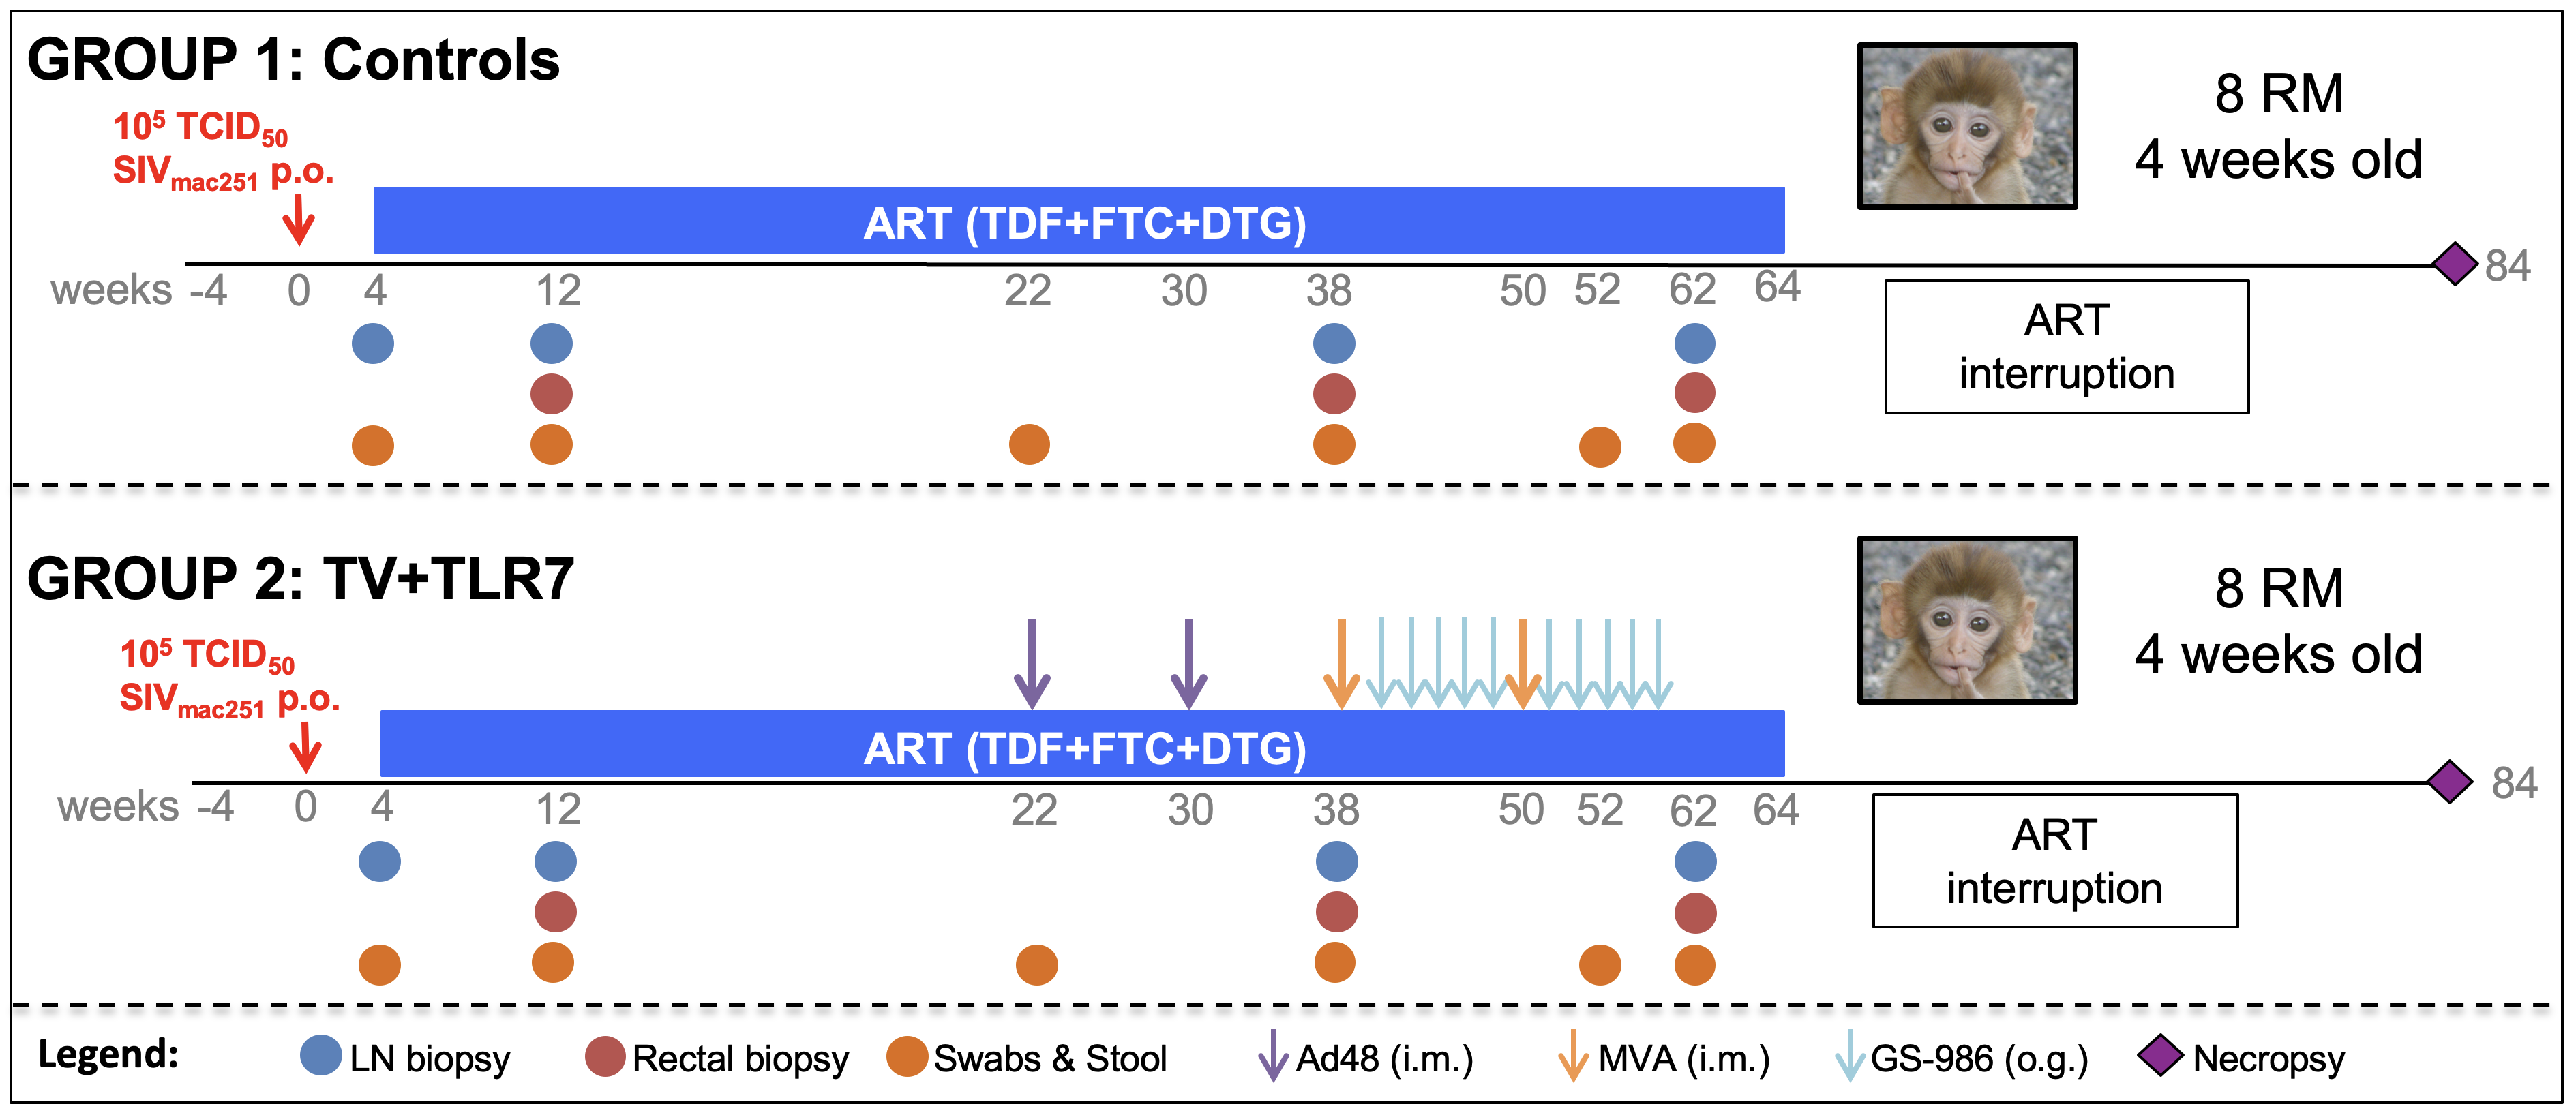 GROUP 1: Controls
10⁵ TCID₅₀
SIVmac251 p.o.
8 RM
4 weeks old
ART (TDF+FTC+DTG)
weeks -4 0 4 12 22 30 38 50 52 62 64 84
ART
interruption
GROUP 2: TV+TLR7
10⁵ TCID₅₀
SIVmac251 p.o.
8 RM
4 weeks old
ART (TDF+FTC+DTG)
weeks -4 0 4 12 22 30 38 50 52 62 64 84
ART
interruption
Legend: LN biopsy Rectal biopsy Swabs & Stool Ad48 (i.m.) MVA (i.m.) GS-986 (o.g.) Necropsy